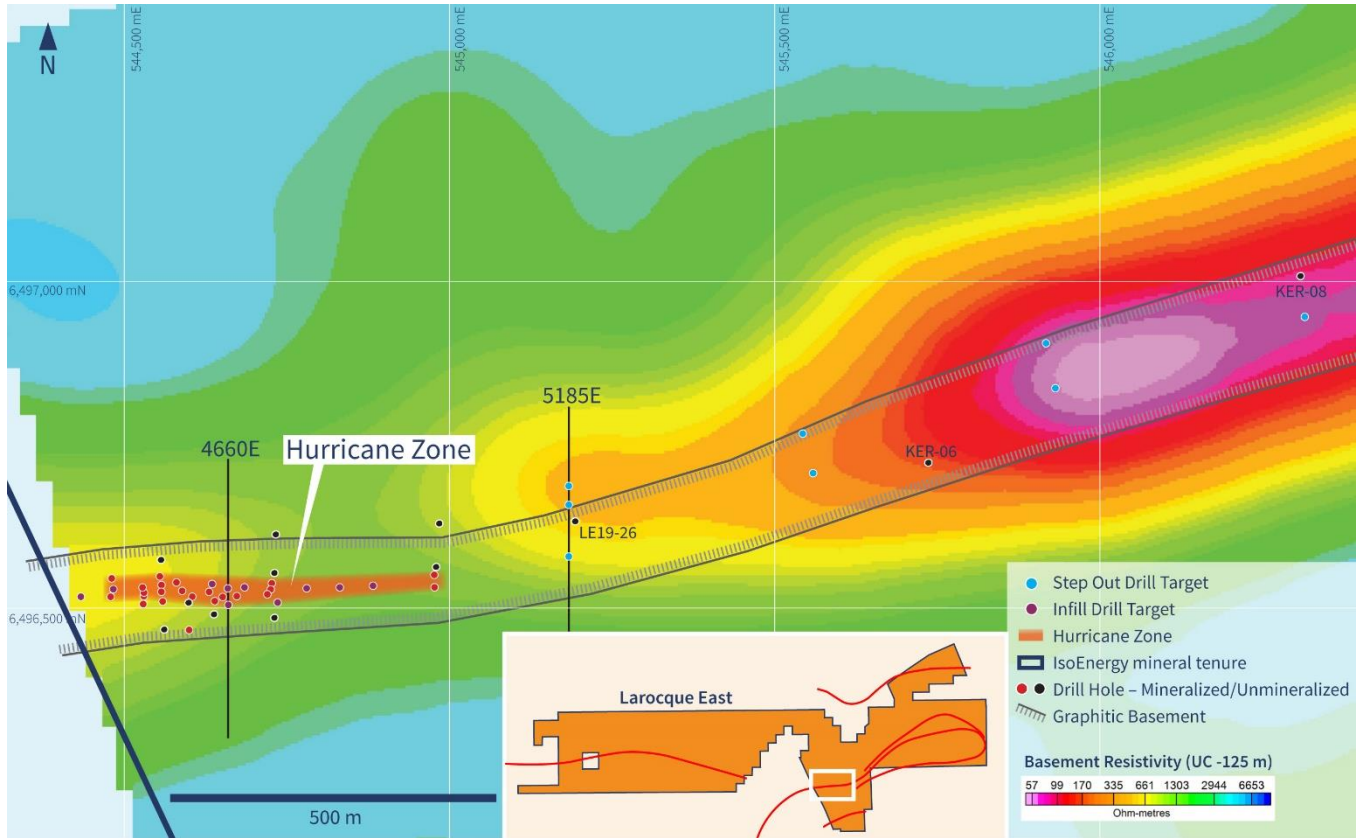 544,500 mE
545,000 mE
545,500 mE
546,000 mE
N
6,497,000 mN
KER-08
5185E
4660E
Hurricane Zone
KER-06
LE19-26
6,496,500 mN
500 m
Larocque East
Step Out Drill Target
Infill Drill Target
Hurricane Zone
IsoEnergy mineral tenure
Drill Hole – Mineralized/Unmineralized
Graphitic Basement
Basement Resistivity (UC -125 m)
57 99 170 335 661 1303 2944 6653
Ohm-metres